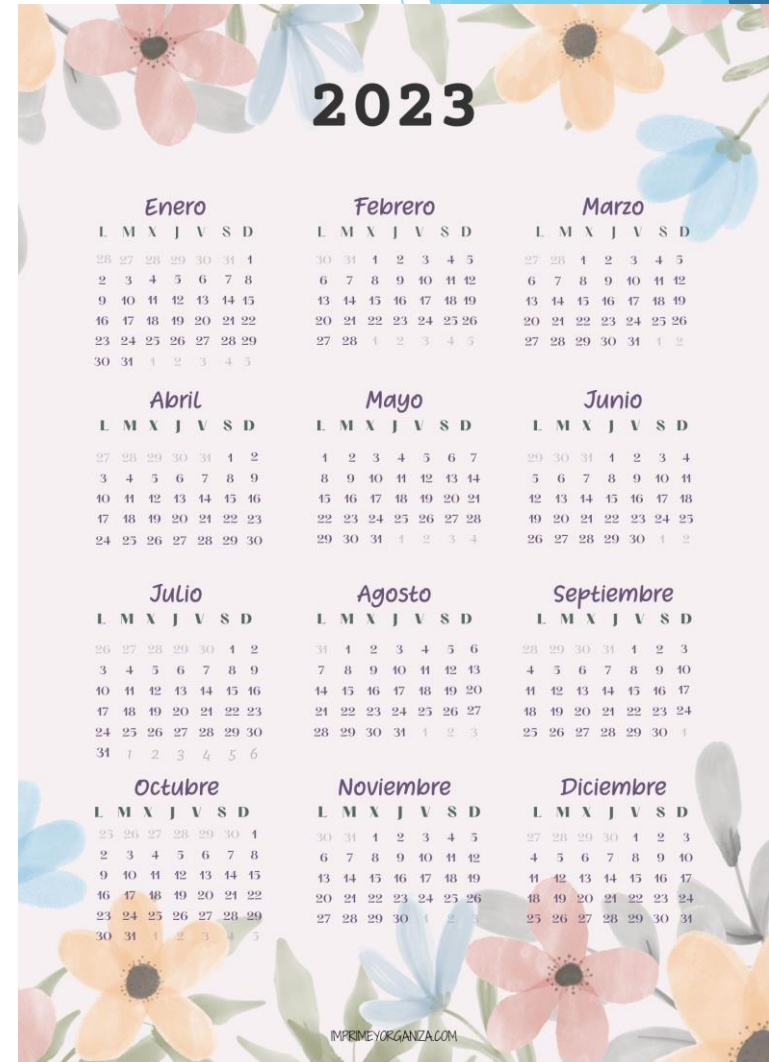 2023
Enero Febrero Marzo
L M X J V S D L M X J V S D L M X J V S D
28 27 28 29 30 31 1 30 31 1 2 3 4 5 27 28 1 2 3 4 5
2 3 4 5 6 7 8 6 7 8 9 10 11 12 6 7 8 9 10 11 12
9 10 11 12 13 14 15 13 14 15 16 17 18 19 13 14 15 16 17 18 19
16 17 18 19 20 21 22 20 21 22 23 24 25 26 20 21 22 23 24 25 26
23 24 25 26 27 28 29 27 28 1 2 3 4 5 27 28 29 30 31 1 2
30 31 1 2 3 4 5
Abril Mayo Junio
L M X J V S D L M X J V S D L M X J V S D
27 28 29 30 31 1 2 1 2 3 4 5 6 7 29 30 31 1 2 3 4
3 4 5 6 7 8 9 8 9 10 11 12 13 14 5 6 7 8 9 10 11
10 11 12 13 14 15 16 15 16 17 18 19 20 21 12 13 14 15 16 17 18
17 18 19 20 21 22 23 22 23 24 25 26 27 28 19 20 21 22 23 24 25
24 25 26 27 28 29 30 29 30 31 1 2 3 4 26 27 28 29 30 1 2
Julio Agosto Septiembre
L M X J V S D L M X J V S D L M X J V S D
26 27 28 29 30 1 2 31 1 2 3 4 5 6 28 29 30 31 1 2 3
3 4 5 6 7 8 9 7 8 9 10 11 12 13 4 5 6 7 8 9 10
10 11 12 13 14 15 16 14 15 16 17 18 19 20 11 12 13 14 15 16 17
17 18 19 20 21 22 23 21 22 23 24 25 26 27 18 19 20 21 22 23 24
24 25 26 27 28 29 30 28 29 30 31 1 2 3 25 26 27 28 29 30 1
31 1 2 3 4 5 6
Octubre Noviembre Diciembre
L M X J V S D L M X J V S D L M X J V S D
25 26 27 28 29 30 1 30 31 1 2 3 4 5 27 28 29 30 1 2 3
2 3 4 5 6 7 8 6 7 8 9 10 11 12 4 5 6 7 8 9 10
9 10 11 12 13 14 15 13 14 15 16 17 18 19 11 12 13 14 15 16 17
16 17 18 19 20 21 22 20 21 22 23 24 25 26 18 19 20 21 22 23 24
23 24 25 26 27 28 29 27 28 29 30 1 2 3 25 26 27 28 29 30 31
30 31 1 2 3 4 5
IMPRIMEYORGANIZA.COM